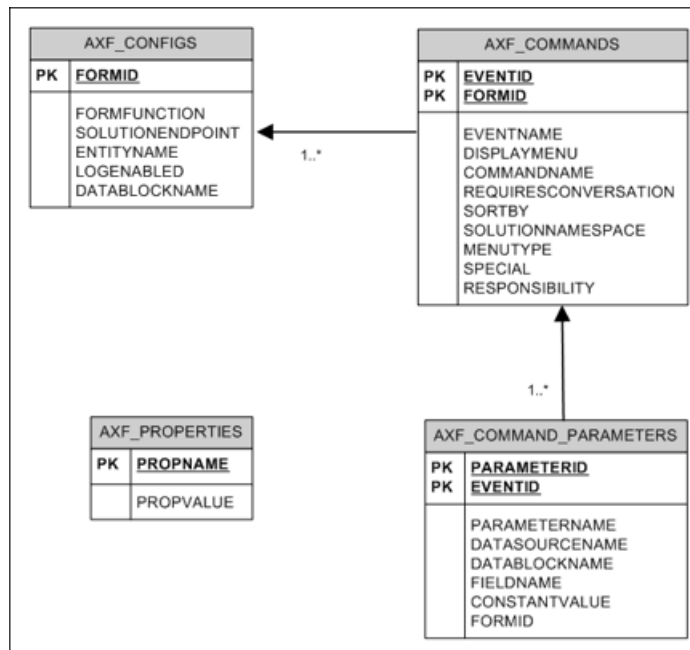 AXF_CONFIGS
PK FORMID
FORMFUNCTION
SOLUTIONENDPOINT
ENTITYNAME
LOGENABLED
DATABLOCKNAME
1..*
AXF_COMMANDS
PK EVENTID
PK FORMID
EVENTNAME
DISPLAYMENU
COMMANDNAME
REQUIRESCONVERSATION
SORTBY
SOLUTIONNAMESPACE
MENUTYPE
SPECIAL
RESPONSIBILITY
1..*
AXF_PROPERTIES
PK PROPNAME
PROPVALUE
AXF_COMMAND_PARAMETERS
PK PARAMETERID
PK EVENTID
PARAMETERNAME
DATASOURCENAME
DATABLOCKNAME
FIELDNAME
CONSTANTVALUE
FORMID